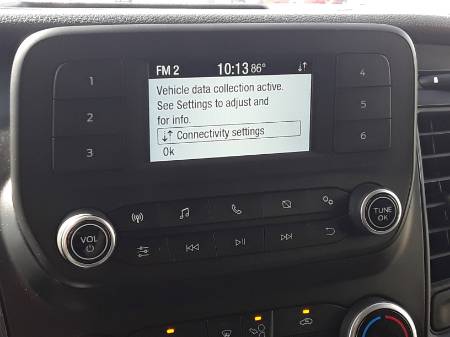 FM 2 10:13 86°
Vehicle data collection active.
See Settings to adjust and
for info.
Connectivity settings
Ok
1
2
3
4
5
6
VOL
TUNE
OK